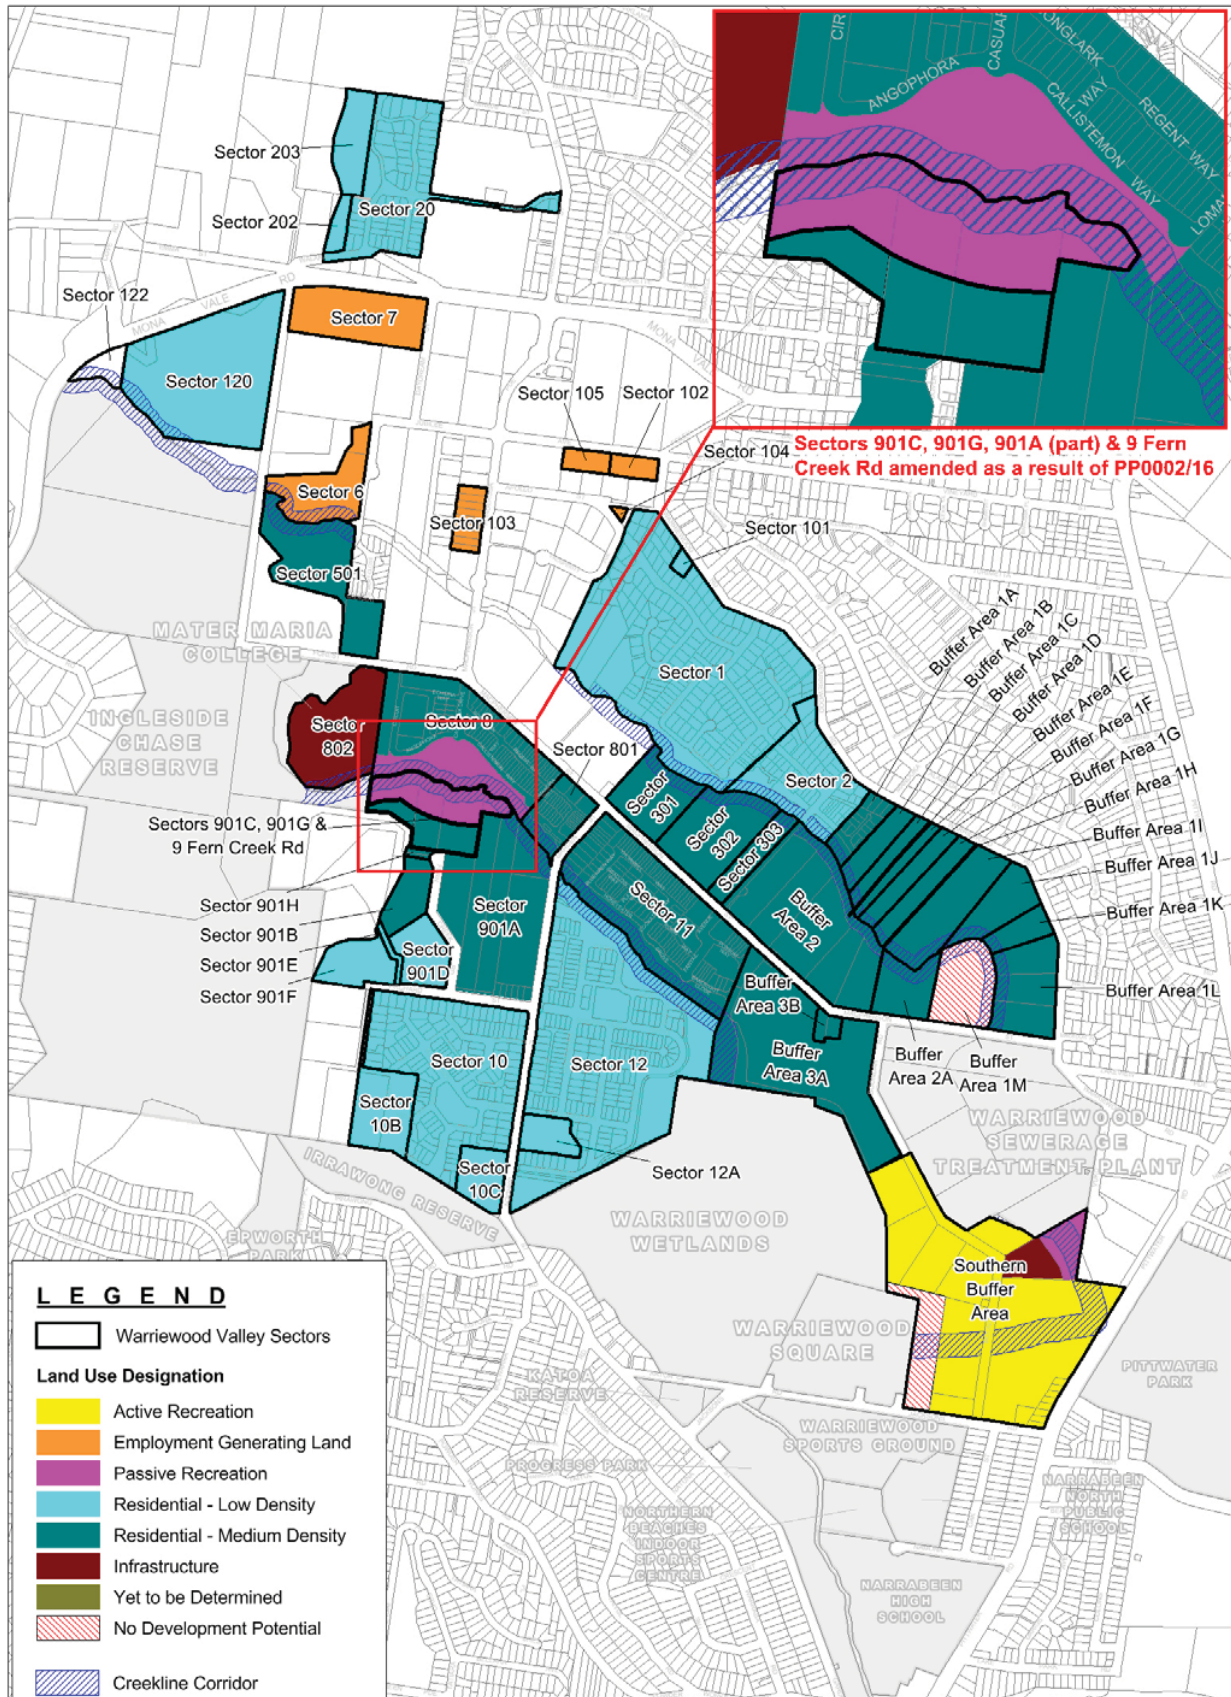 CIR
ANGOPHORA
CASUAR
CALLISTEMON WAY
WAY
REGENT WAY
LOMA
Sector 203
Sector 202
Sector 20
Sector 122
MONA VALE RD
Sector 7
Sector 120
MONA
Sector 105
Sector 102
Sectors 901C, 901G, 901A (part) & 9 Fern
Creek Rd amended as a result of PP0002/16
Sector 104
Sector 6
Sector 103
Sector 101
Sector 501
MATER MARIA
COLLEGE
Buffer Area 1A
Buffer Area 1B
Buffer Area 1C
Buffer Area 1D
Buffer Area 1E
Buffer Area 1F
Buffer Area 1G
Buffer Area 1H
Buffer Area 1I
Buffer Area 1J
Buffer Area 1K
Buffer Area 1L
Sector 1
INGLESIDE
CHASE
RESERVE
Sector
802
Sector 8
Sector 801
Sector 2
Sector
301
Sector
302
Sector 303
Sectors 901C, 901G &
9 Fern Creek Rd
Sector 901H
Sector 901B
Sector 901E
Sector 901F
Sector
901A
Sector
901D
Sector 11
Buffer
Area 2
Buffer
Area 3B
Buffer
Area 3A
Buffer
Area 2A
Buffer
Area 1M
Sector 10
Sector 12
Sector
10B
Sector
10C
Sector 12A
WARRIEWOOD
SEWERAGE
TREATMENT PLANT
IRRAWONG RESERVE
EPWORTH
PARK
WARRIEWOOD
WETLANDS
Southern
Buffer
Area
WARRIEWOOD
SQUARE
PITTWATER
PARK
KATOA
RESERVE
WARRIEWOOD
SPORTS GROUND
PROGRESS PARK
NARRABEEN
NORTH
PUBLIC
SCHOOL
NORTHERN
BEACHES
INDOOR
SPORTS
CENTRE
NARRABEEN
HIGH
SCHOOL
LEGEND
Warriewood Valley Sectors
Land Use Designation
Active Recreation
Employment Generating Land
Passive Recreation
Residential - Low Density
Residential - Medium Density
Infrastructure
Yet to be Determined
No Development Potential
Creekline Corridor